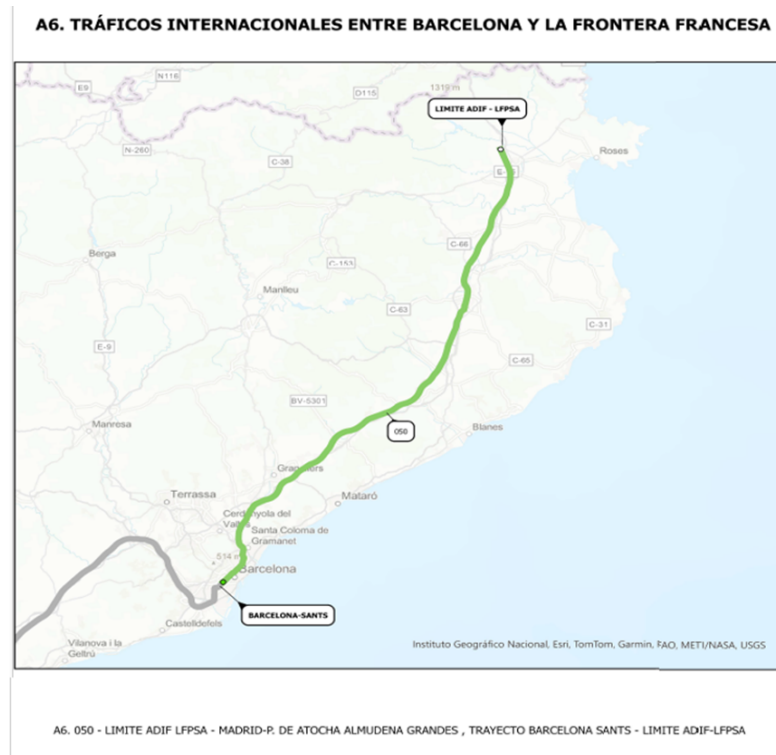 A6. TRÁFICOS INTERNACIONALES ENTRE BARCELONA Y LA FRONTERA FRANCESA
N116
E9
D115
1319 m
LIMITE ADIF - LFPSA
N-260
C-38
Roses
C-66
Berga
C-153
Manlleu
C-63
C-31
E-9
C-65
BV-5301
050
Manresa
Blanes
Terrassa
Mataró
Santa Coloma de
Gramanet
Barcelona
BARCELONA-SANTS
Castelldefels
Vilanova i la
Geltrú
Instituto Geográfico Nacional, Esri, TomTom, Garmin, FAO, METI/NASA, USGS
A6. 050 - LIMITE ADIF LFPSA - MADRID-P. DE ATOCHA ALMUDENA GRANDES , TRAYECTO BARCELONA SANTS - LIMITE ADIF-LFPSA